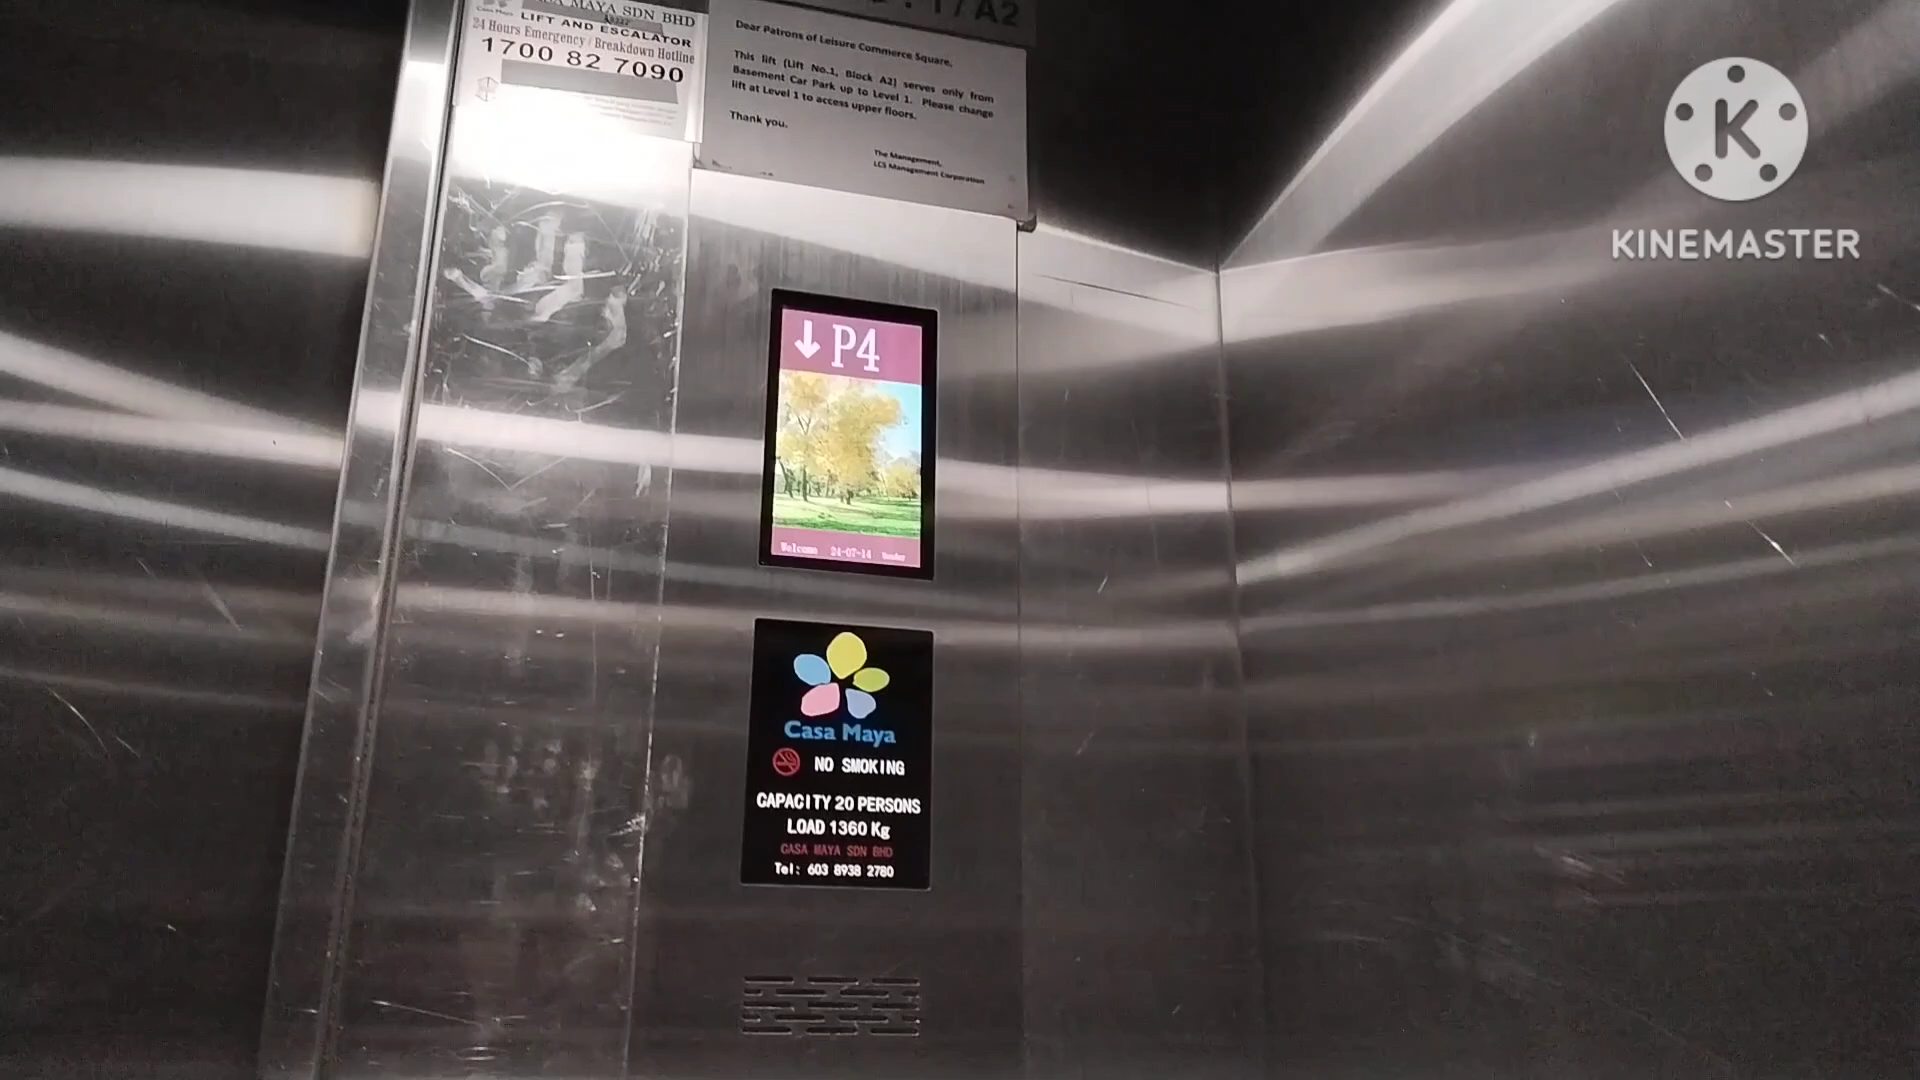 MAYA SDN BHD
LIFT AND ESCALATOR
24 Hours Emergency / Breakdown Hotline
1700 82 7090
A2
Dear Patrons of Leisure Commerce Square,
This lift (Lift No.1, Block A2) serves only from
Basement Car Park up to Level 1. Please change
lift at Level 1 to access upper floors.
Thank you.
The Management,
LCS Management Corporation
K
KINEMASTER
P4
Welcome 24-07-14
Casa Maya
NO SMOKING
CAPACITY 20 PERSONS
LOAD 1360 Kg
CASA MAYA SDN BHD
Tel: 603 8938 2780